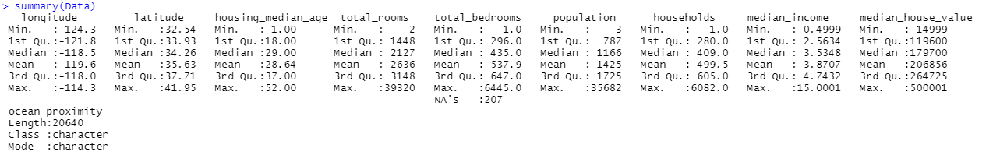 > summary(Data)
longitude latitude housing_median_age total_rooms total_bedrooms population households median_income median_house_value
Min. :-124.3 Min. :32.54 Min. : 1.00 Min. : 2 Min. : 1.0 Min. : 3 Min. : 1.0 Min. : 0.4999 Min. : 14999
1st Qu.:-121.8 1st Qu.:33.93 1st Qu.:18.00 1st Qu.: 1448 1st Qu.: 296.0 1st Qu.: 787 1st Qu.: 280.0 1st Qu.: 2.5634 1st Qu.:119600
Median :-118.5 Median :34.26 Median :29.00 Median : 2127 Median : 435.0 Median : 1166 Median : 409.0 Median : 3.5348 Median :179700
Mean :-119.6 Mean :35.63 Mean :28.64 Mean : 2636 Mean : 537.9 Mean : 1425 Mean : 499.5 Mean : 3.8707 Mean :206856
3rd Qu.:-118.0 3rd Qu.:37.71 3rd Qu.:37.00 3rd Qu.: 3148 3rd Qu.: 647.0 3rd Qu.: 1725 3rd Qu.: 605.0 3rd Qu.: 4.7432 3rd Qu.:264725
Max. :-114.3 Max. :41.95 Max. :52.00 Max. :39320 Max. :6445.0 Max. :35682 Max. :6082.0 Max. :15.0001 Max. :500001
NA's :207
ocean_proximity
Length:20640
Class :character
Mode :character